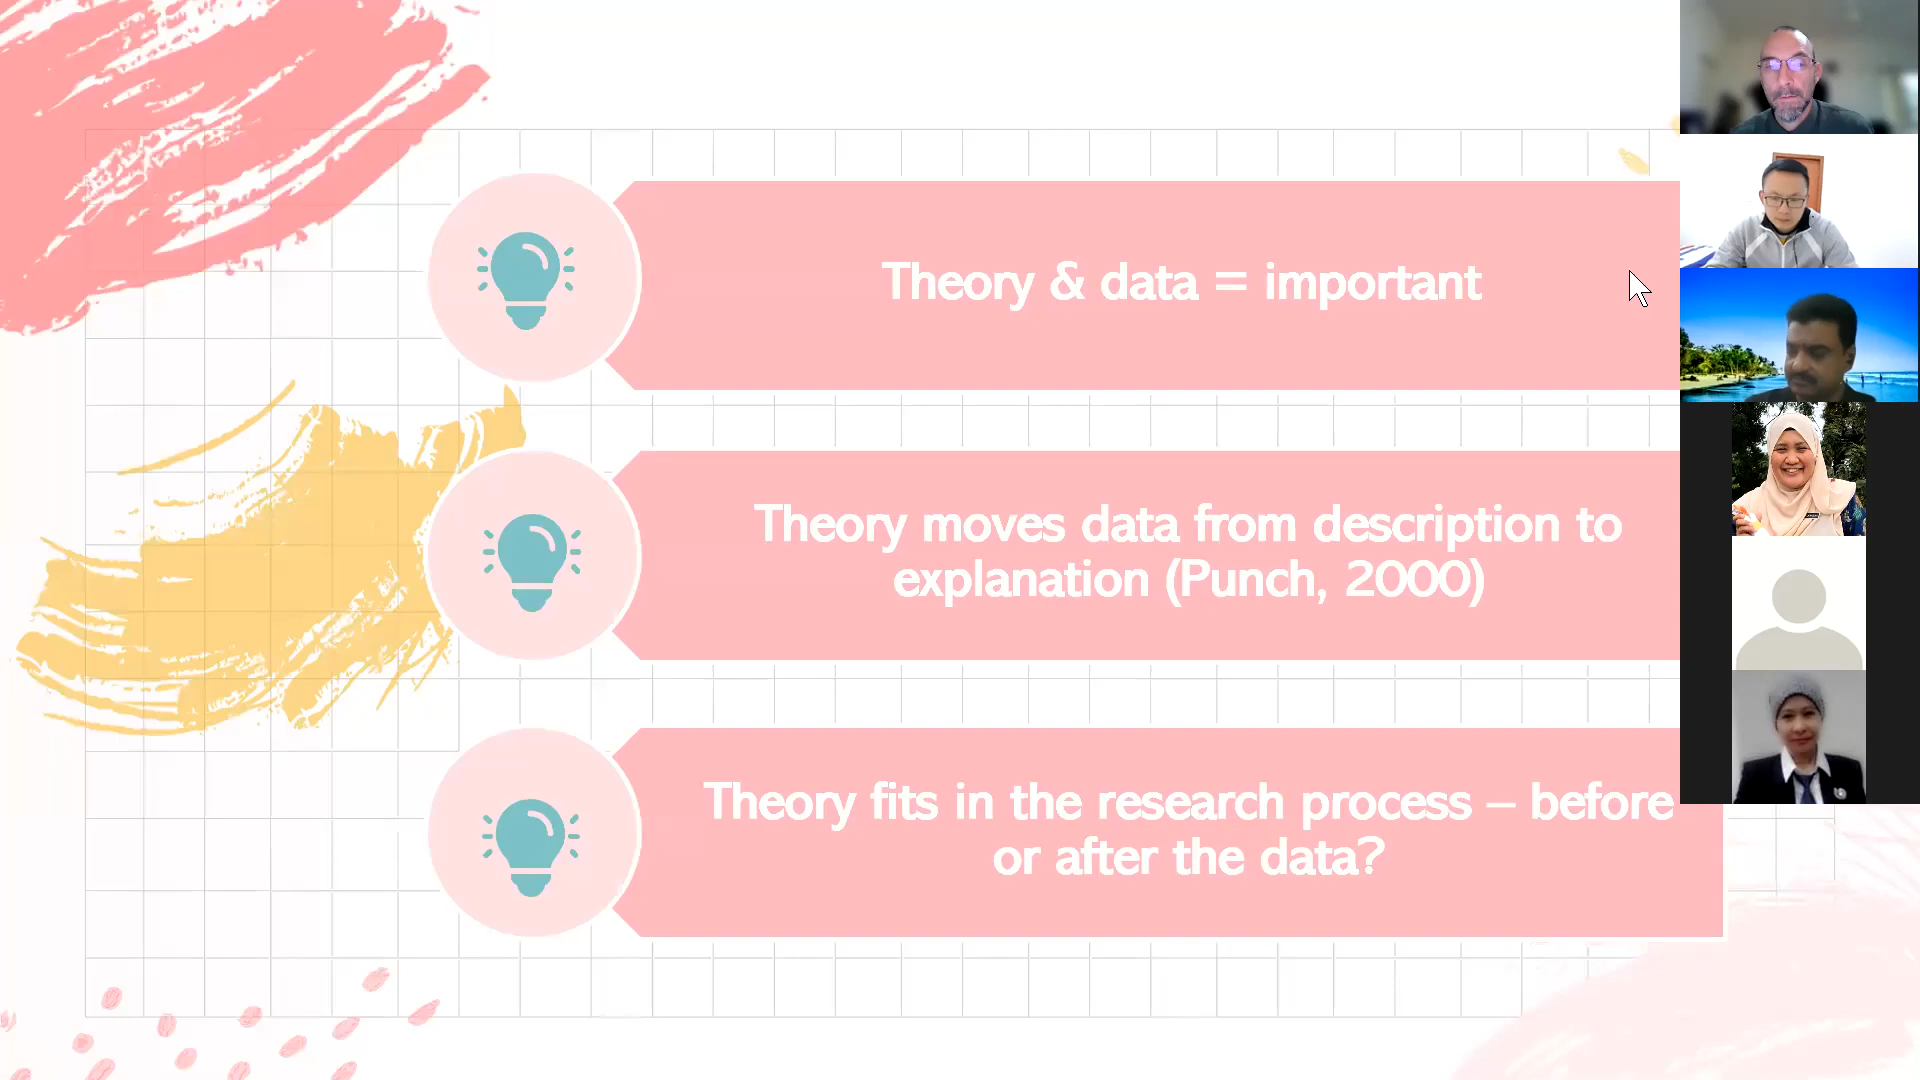 Theory & data = important
Theory moves data from description to
explanation (Punch, 2000)
Theory fits in the research process – before
or after the data?